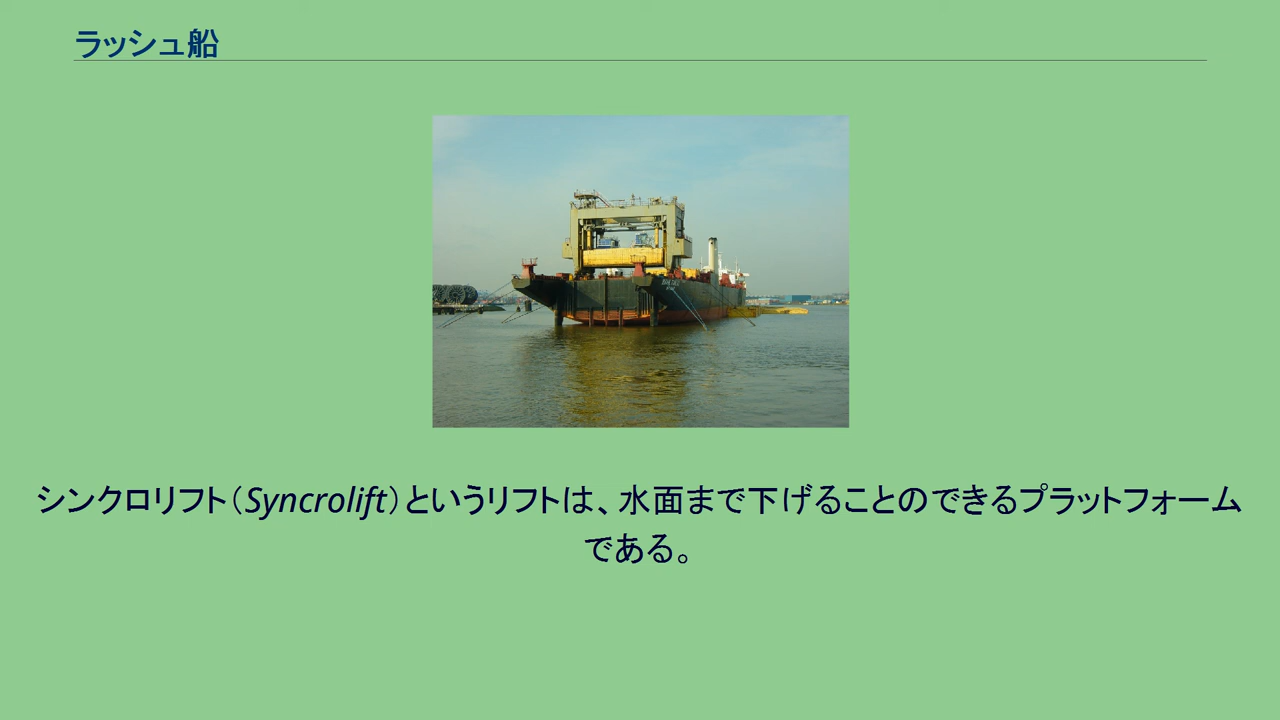 ラッシュ船
シンクロリフト（Syncrolift）というリフトは、水面まで下げることのできるプラットフォーム
である。